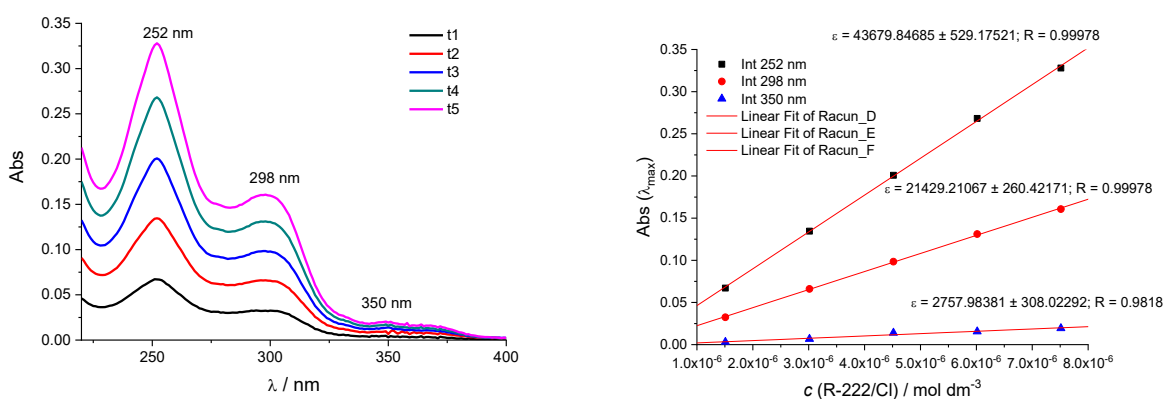 0.35
0.30
0.25
0.20
0.15
0.10
0.05
0.00
Abs
252 nm
298 nm
350 nm
t1
t2
t3
t4
t5
250
300
350
400
λ / nm
ε = 43679.84685 ± 529.17521; R = 0.99978
0.35
0.30
0.25
0.20
0.15
0.10
0.05
0.00
Abs (λmax)
Int 252 nm
Int 298 nm
Int 350 nm
Linear Fit of Racun_D
Linear Fit of Racun_E
Linear Fit of Racun_F
ε = 21429.21067 ± 260.42171; R = 0.99978
ε = 2757.98381 ± 308.02292; R = 0.9818
1.0x10⁻⁶ 2.0x10⁻⁶ 3.0x10⁻⁶ 4.0x10⁻⁶ 5.0x10⁻⁶ 6.0x10⁻⁶ 7.0x10⁻⁶ 8.0x10⁻⁶
c (R-222/Cl) / mol dm⁻³